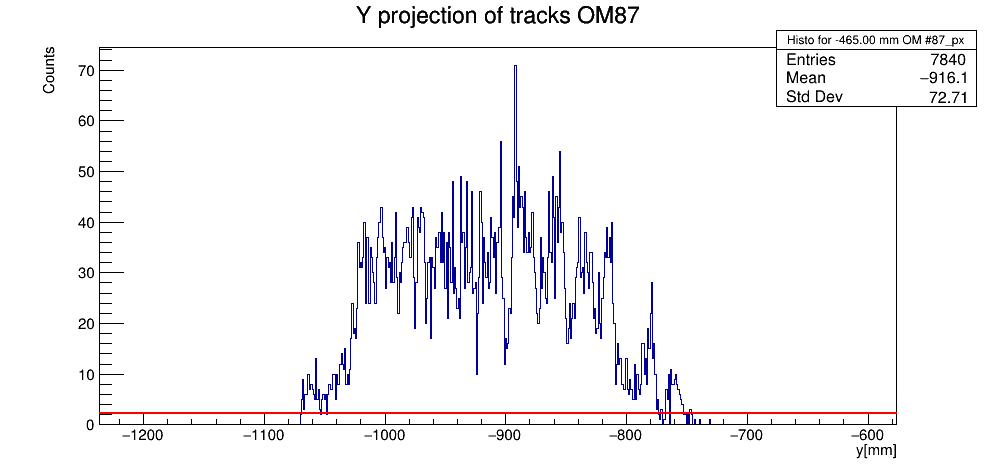 Y projection of tracks OM87
Histo for -465.00 mm OM #87_px
Entries 7840
Mean −916.1
Std Dev 72.71
Counts
70
60
50
40
30
20
10
0
−1200 −1100 −1000 −900 −800 −700 −600
y[mm]